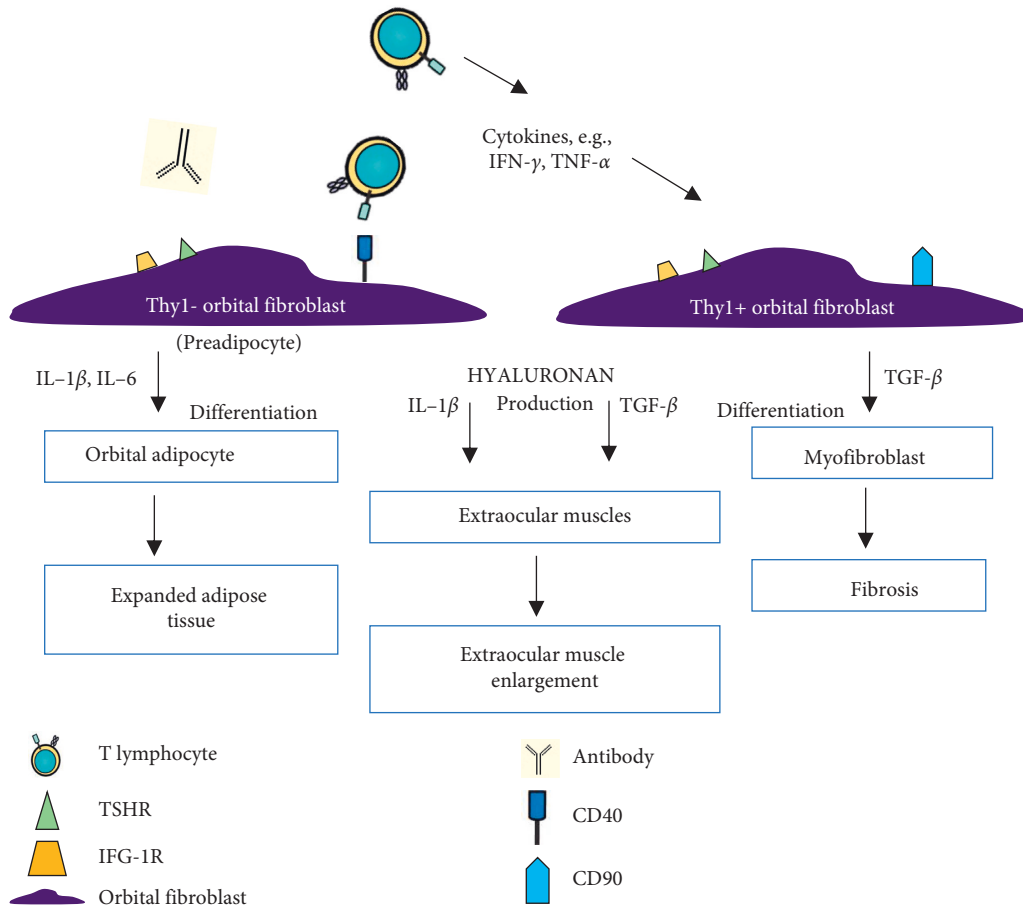 Cytokines, e.g.,
IFN-γ, TNF-α
Thy1- orbital fibroblast
(Preadipocyte)
Thy1+ orbital fibroblast
IL–1β, IL–6
Differentiation
Orbital adipocyte
Expanded adipose
tissue
HYALURONAN
Production
IL–1β
TGF-β
Extraocular muscles
Extraocular muscle
enlargement
TGF-β
Differentiation
Myofibroblast
Fibrosis
T lymphocyte
TSHR
IFG-1R
Orbital fibroblast
Antibody
CD40
CD90